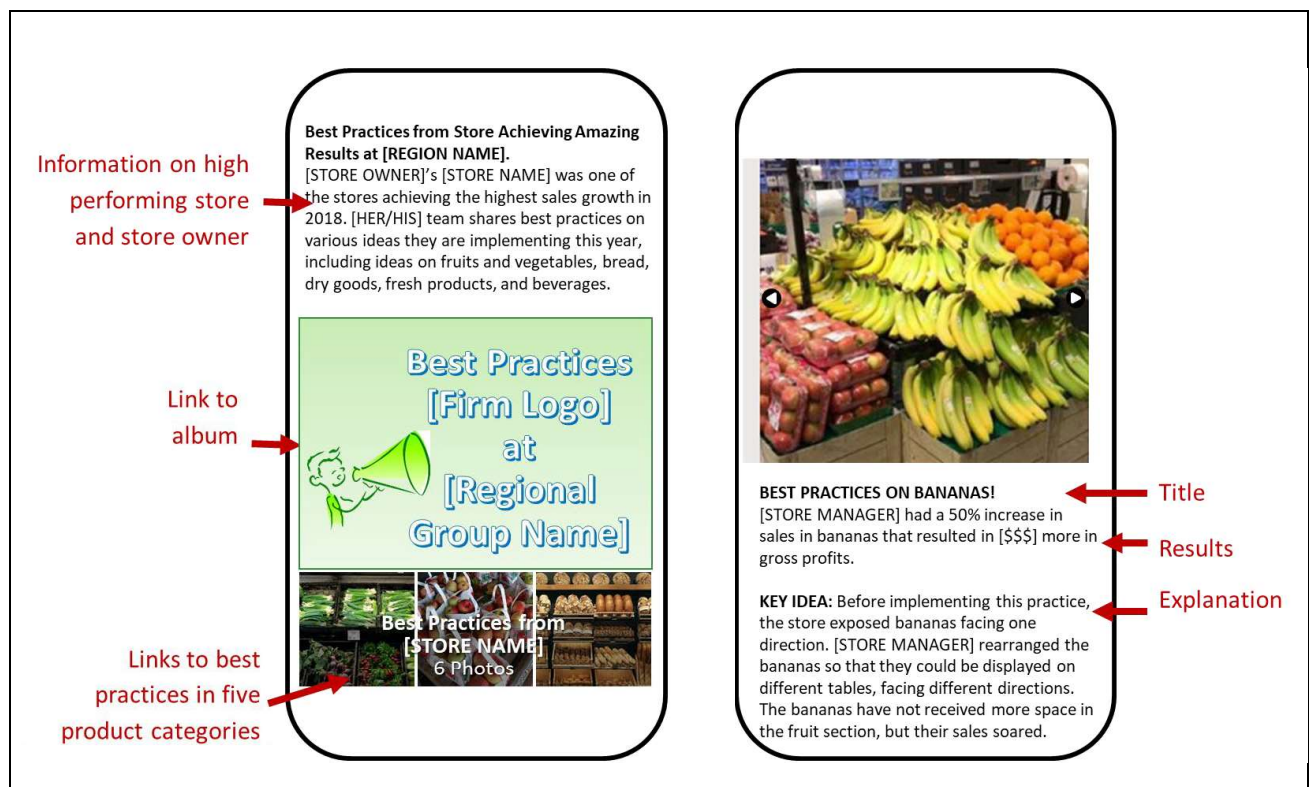 Information on high
performing store
and store owner
Best Practices from Store Achieving Amazing
Results at [REGION NAME].
[STORE OWNER]'s [STORE NAME] was one of
the stores achieving the highest sales growth in
2018. [HER/HIS] team shares best practices on
various ideas they are implementing this year,
including ideas on fruits and vegetables, bread,
dry goods, fresh products, and beverages.
Link to
album
Best Practices
[Firm Logo]
at
[Regional
Group Name]
Links to best
practices in five
product categories
Best Practices from
[STORE NAME]
6 Photos
BEST PRACTICES ON BANANAS!
[STORE MANAGER] had a 50% increase in
sales in bananas that resulted in [$$$] more in
gross profits.
KEY IDEA: Before implementing this practice,
the store exposed bananas facing one
direction. [STORE MANAGER] rearranged the
bananas so that they could be displayed on
different tables, facing different directions.
The bananas have not received more space in
the fruit section, but their sales soared.
Title
Results
Explanation